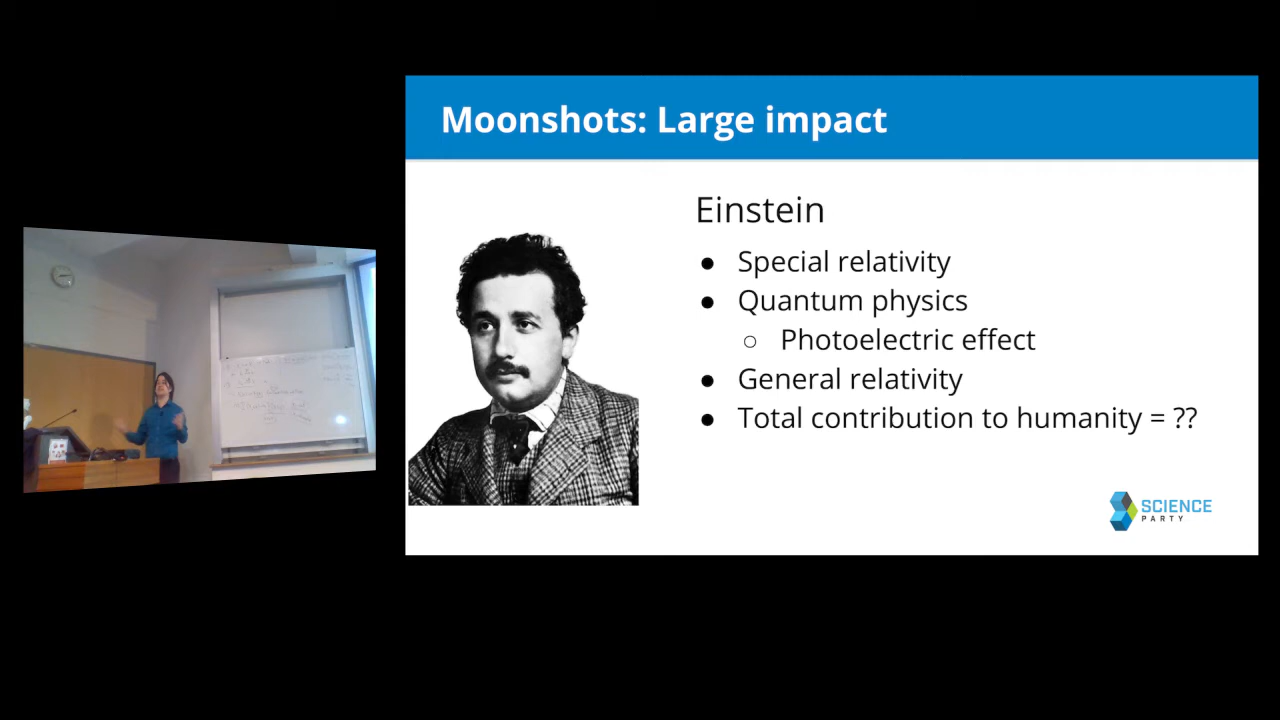 Moonshots: Large impact
Einstein
● Special relativity
● Quantum physics
○ Photoelectric effect
● General relativity
● Total contribution to humanity = ??
SCIENCE
PARTY